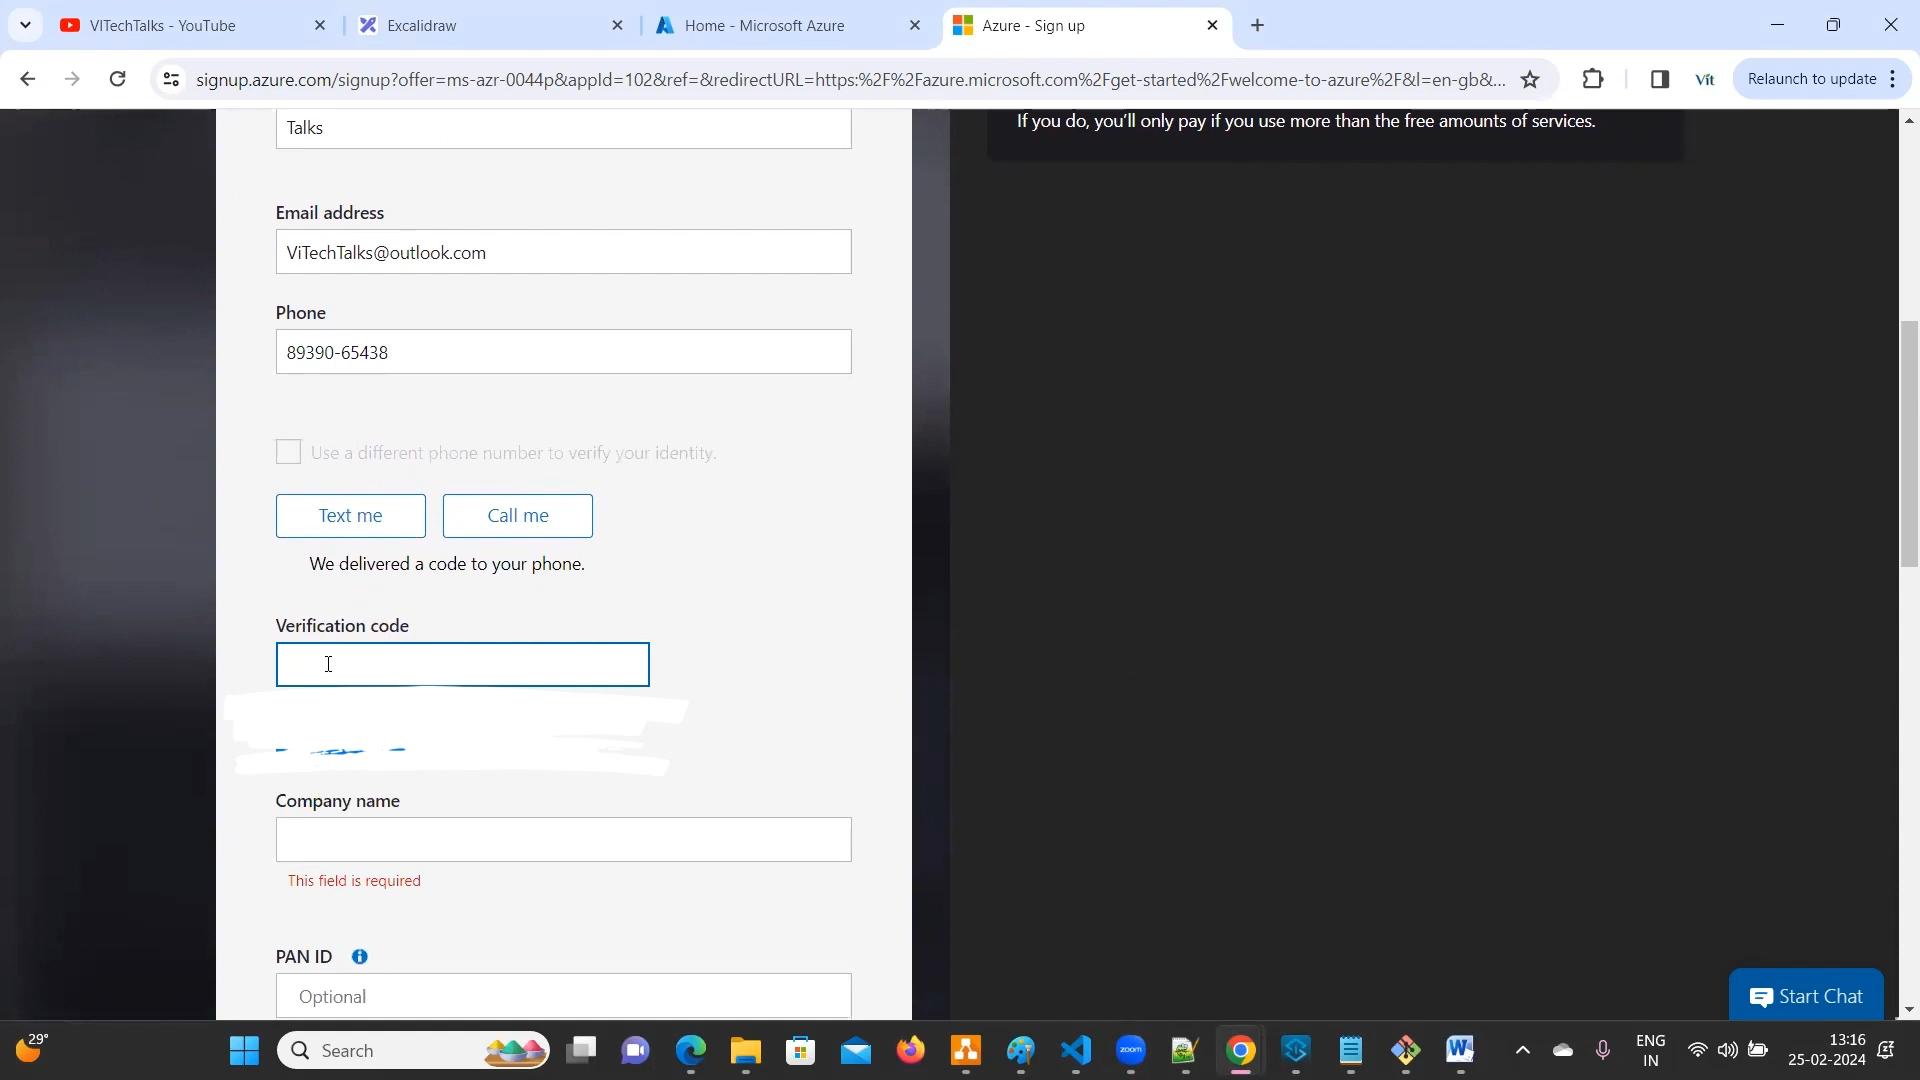 VITechTalks - YouTube
Excalidraw
Home - Microsoft Azure
Azure - Sign up
signup.azure.com/signup?offer=ms-azr-0044p&appId=102&ref=&redirectURL=https:%2F%2Fazure.microsoft.com%2Fget-started%2Fwelcome-to-azure%2F&l=en-gb&...
Vit
Relaunch to update
Talks
If you do, you'll only pay if you use more than the free amounts of services.
Email address
ViTechTalks@outlook.com
Phone
89390-65438
Use a different phone number to verify your identity.
Text me
Call me
We delivered a code to your phone.
Verification code
Company name
This field is required
PAN ID
Optional
Start Chat
29°
Search
zoom
ENG
IN
13:16
25-02-2024